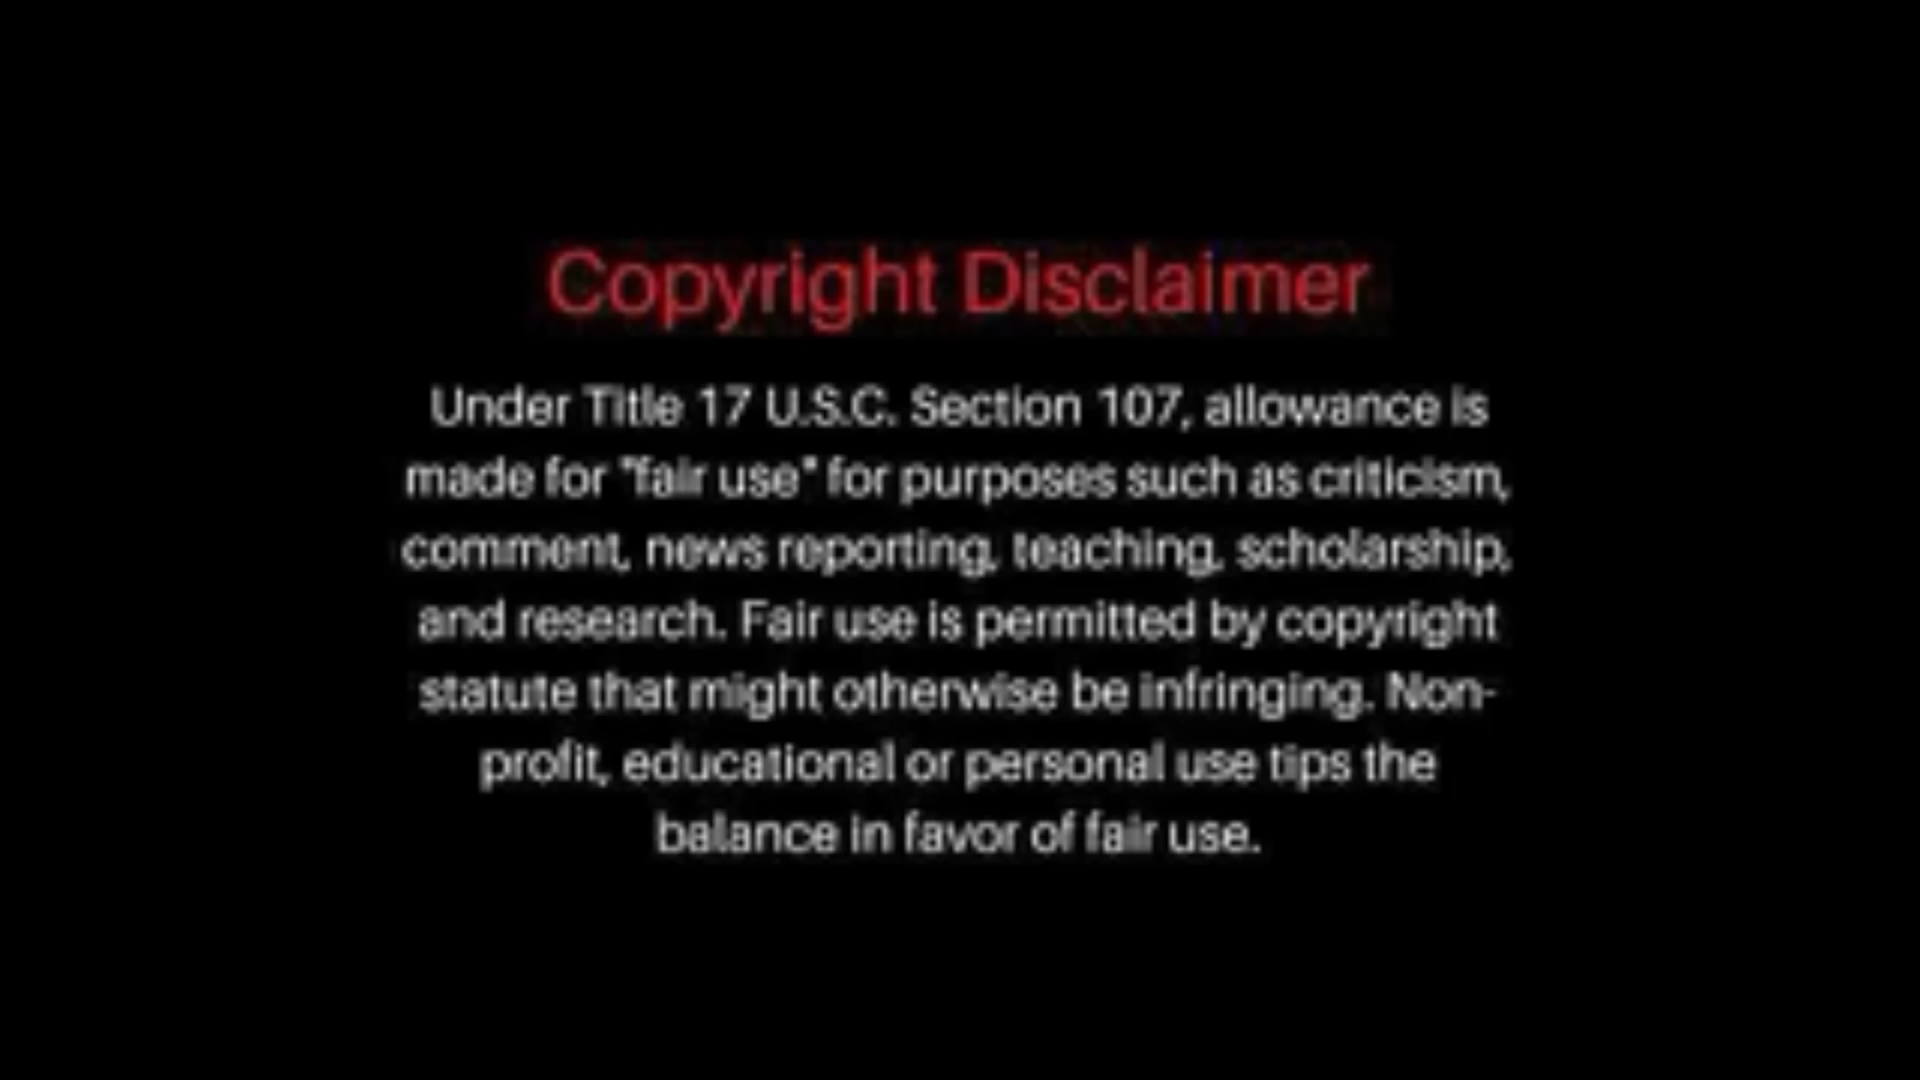 Copyright Disclaimer
Under Title 17 U.S.C. Section 107, allowance is
made for "fair use" for purposes such as criticism,
comment, news reporting, teaching, scholarship,
and research. Fair use is permitted by copyright
statute that might otherwise be infringing. Non-
profit, educational or personal use tips the
balance in favor of fair use.